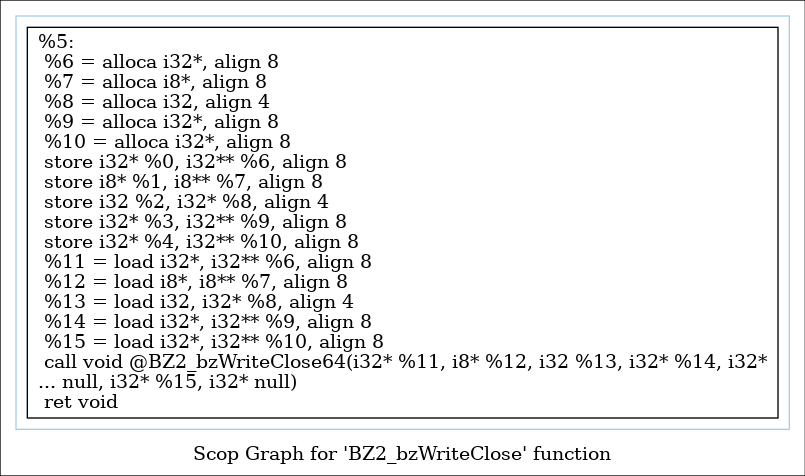 %5:
%6 = alloca i32*, align 8
%7 = alloca i8*, align 8
%8 = alloca i32, align 4
%9 = alloca i32*, align 8
%10 = alloca i32*, align 8
store i32* %0, i32** %6, align 8
store i8* %1, i8** %7, align 8
store i32 %2, i32* %8, align 4
store i32* %3, i32** %9, align 8
store i32* %4, i32** %10, align 8
%11 = load i32*, i32** %6, align 8
%12 = load i8*, i8** %7, align 8
%13 = load i32, i32* %8, align 4
%14 = load i32*, i32** %9, align 8
%15 = load i32*, i32** %10, align 8
call void @BZ2_bzWriteClose64(i32* %11, i8* %12, i32 %13, i32* %14, i32*
... null, i32* %15, i32* null)
ret void
Scop Graph for 'BZ2_bzWriteClose' function